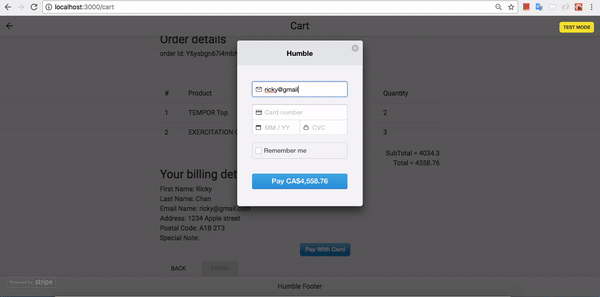 localhost:3000/cart
Cart
TEST MODE
Order details
order id:
Humble
ricky@gmail
Card number
MM / YY
CVC
Remember me
Pay CA$4,558.76
# Product Quantity
1 TEMPOR Top 2
2 3
SubTotal = 4034.3
Total = 4558.76
Your billing
First Name: Ricky
Last Name: Chan
Email Name: ricky@gmail.com
Address: 1234 Apple street
Postal Code: A1B 2T3
Special Note:
Pay With Card
BACK
FINISH
Powered by stripe
Humble Footer